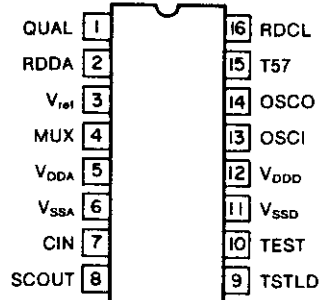 QUAL 1 16 RDCL
RDDA 2 15 T57
Vref 3 14 OSCO
MUX 4 13 OSCI
VDDA 5 12 VDDD
VSSA 6 11 VSSD
CIN 7 10 TEST
SCOUT 8 9 TSTLD